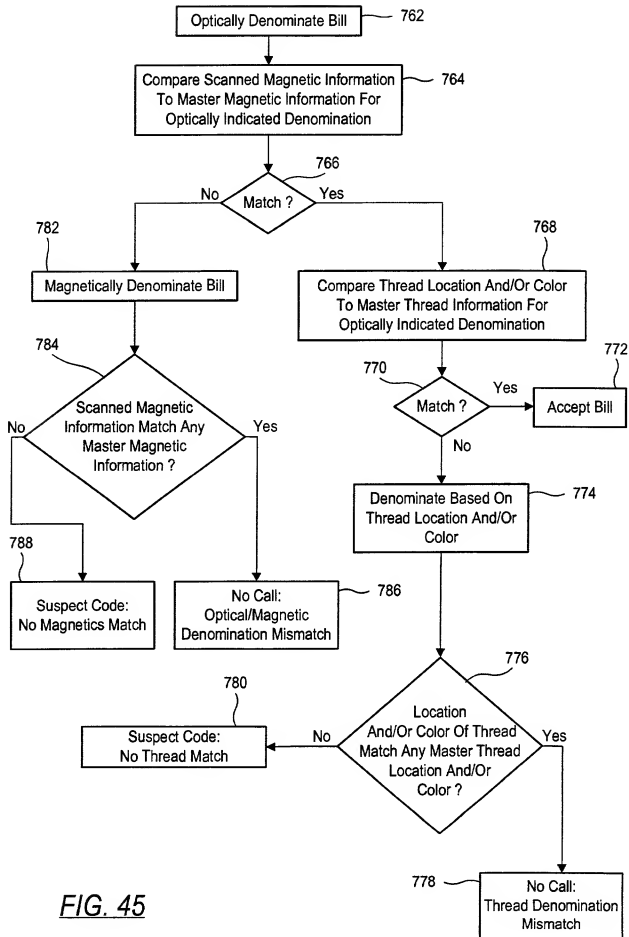 Optically Denominate Bill
762
Compare Scanned Magnetic Information
To Master Magnetic Information For
Optically Indicated Denomination
764
766
No
Match ?
Yes
782
Magnetically Denominate Bill
768
Compare Thread Location And/Or Color
To Master Thread Information For
Optically Indicated Denomination
784
Scanned Magnetic
Information Match Any
Master Magnetic
Information ?
No
Yes
770
Match ?
Yes
772
Accept Bill
No
Denominate Based On
Thread Location And/Or
Color
774
788
Suspect Code:
No Magnetics Match
No Call:
Optical/Magnetic
Denomination Mismatch
786
776
Location
And/Or Color Of Thread
Match Any Master Thread
Location And/Or
Color ?
No
Yes
780
Suspect Code:
No Thread Match
778
No Call:
Thread Denomination
Mismatch
FIG. 45